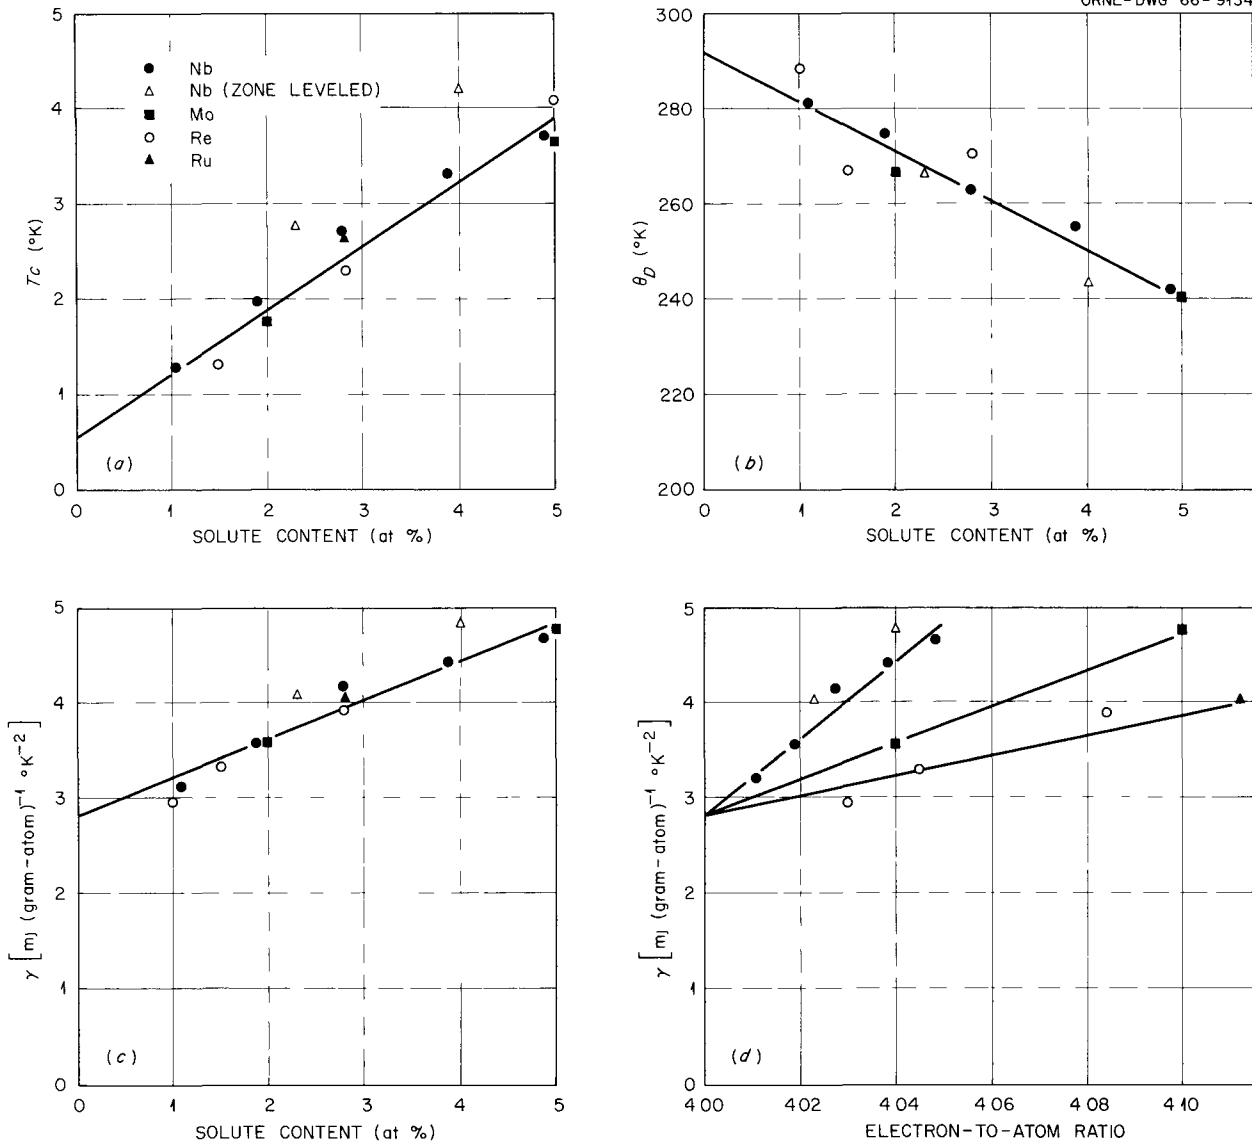 ORNL-DWG 66-9134
5
4
3
2
1
0
Tc (°K)
Nb
Nb (ZONE LEVELED)
Mo
Re
Ru
(a)
0 1 2 3 4 5
SOLUTE CONTENT (at %)
300
280
260
240
220
200
θD (°K)
(b)
0 1 2 3 4 5
SOLUTE CONTENT (at %)
5
4
3
2
1
0
γ [mJ (gram-atom)⁻¹ °K⁻²]
(c)
0 1 2 3 4 5
SOLUTE CONTENT (at %)
5
4
3
2
1
0
γ [mJ (gram-atom)⁻¹ °K⁻²]
(d)
4 00 4 02 4 04 4 06 4 08 4 10
ELECTRON-TO-ATOM RATIO